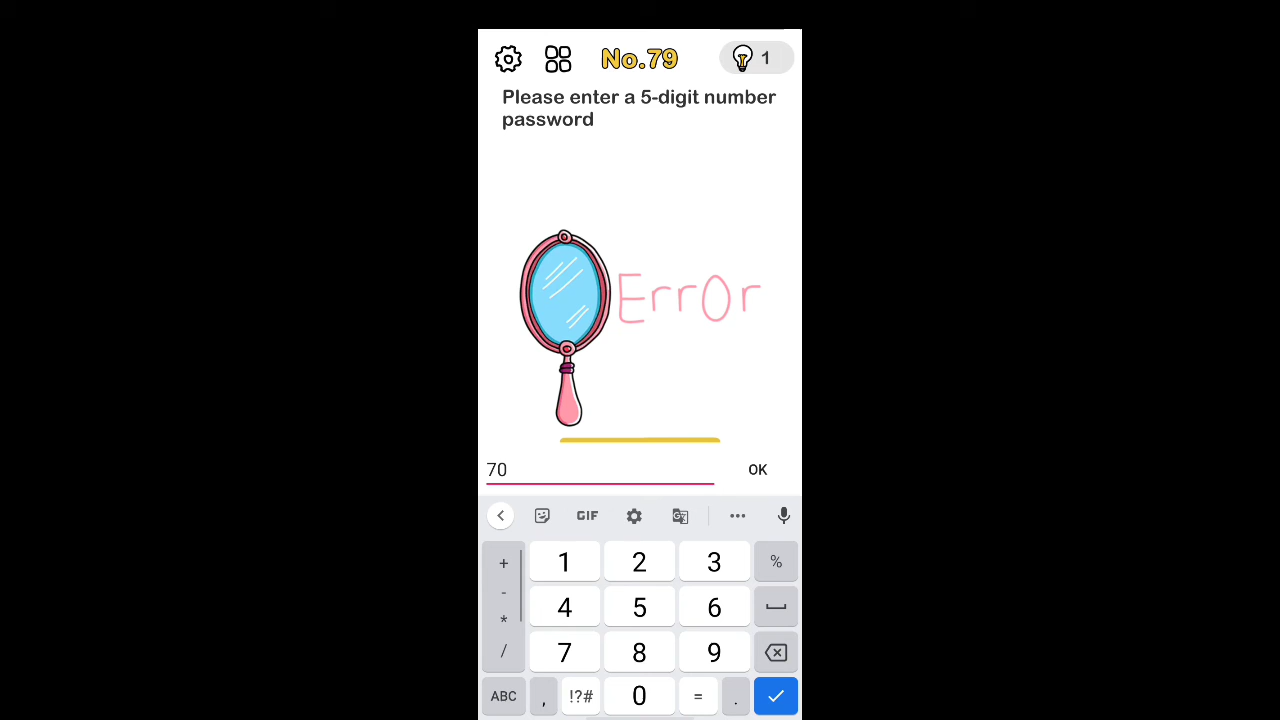 No.79
1
Please enter a 5-digit number
password
Err0r
70
OK
GIF
+ 1 2 3 %
- 4 5 6
*
/ 7 8 9
ABC , !?# 0 = .